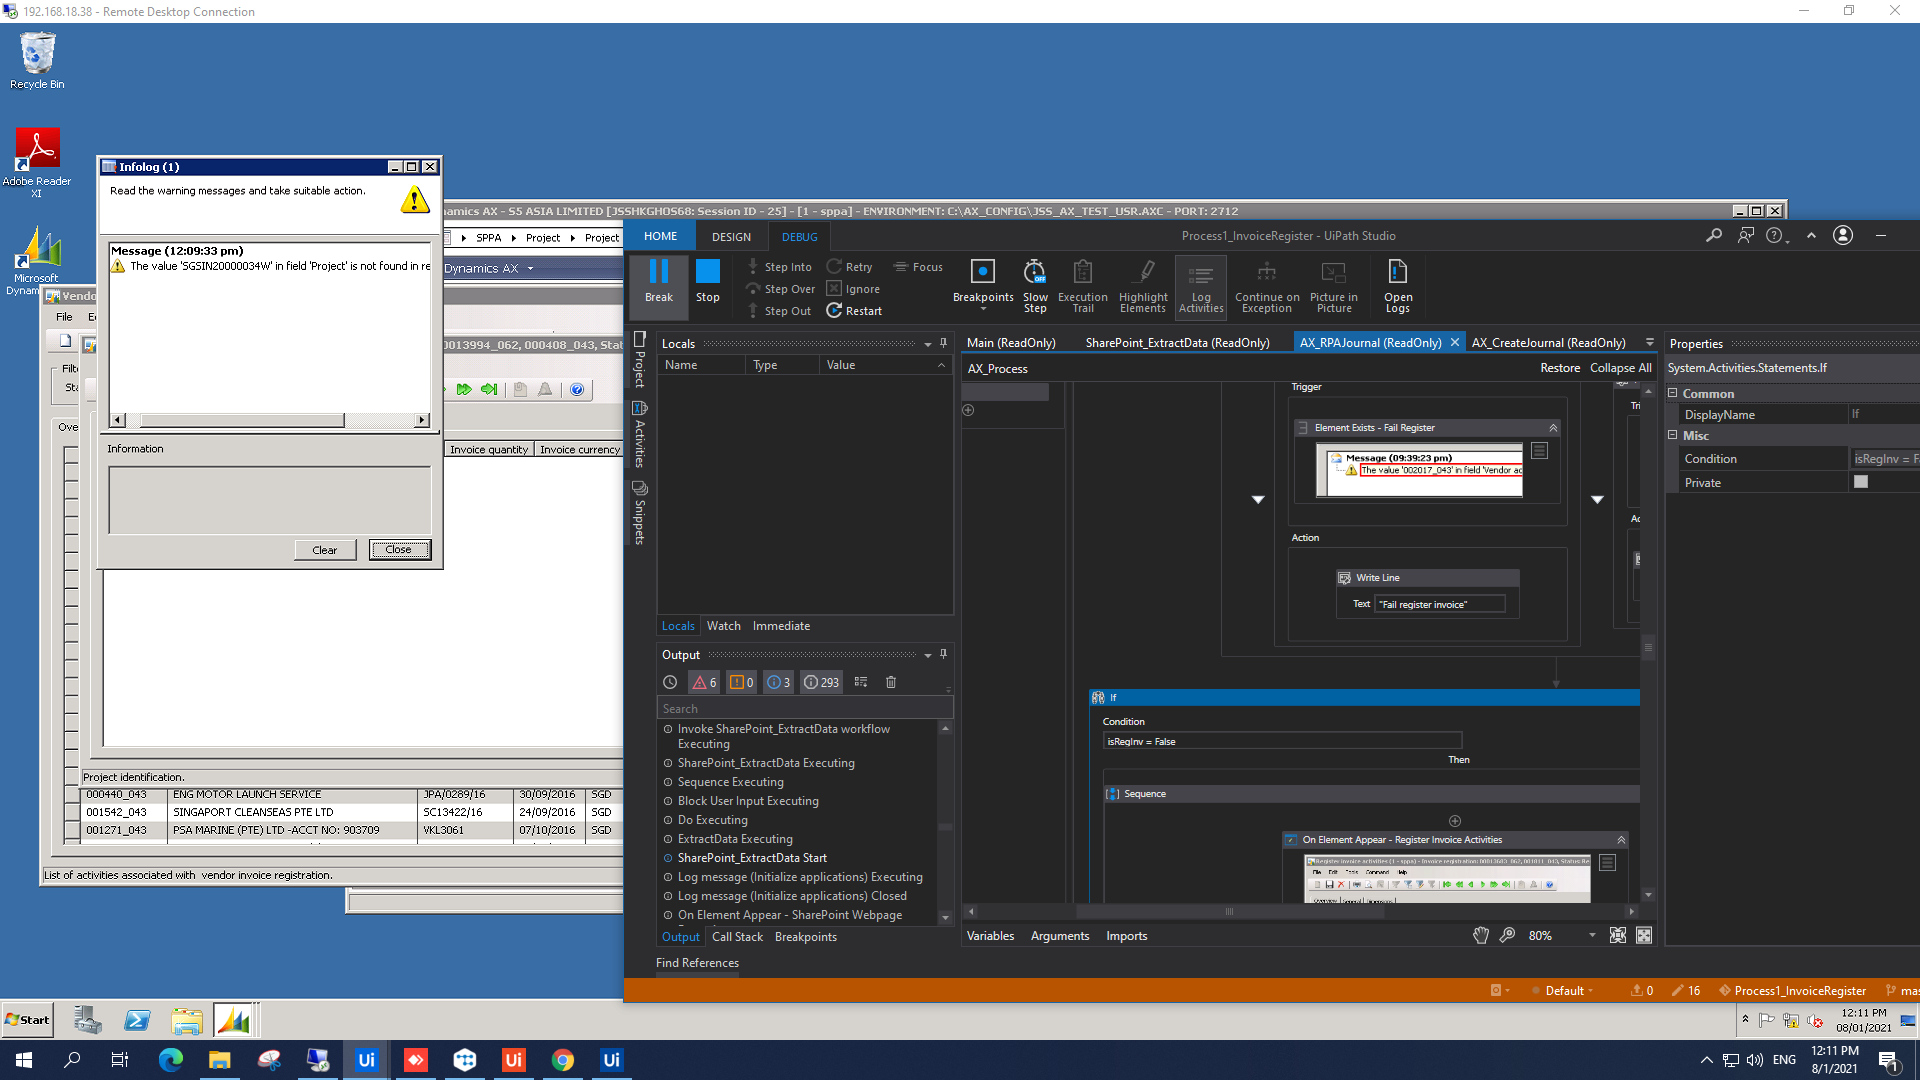 192.168.18.38 - Remote Desktop Connection
Recycle Bin
Adobe Reader
XI
Microsoft
Infolog (1)
Read the warning messages and take suitable action.
Message (12:09:33 pm)
The value 'SGSIN20000034W' in field 'Project' is not found in re
Information
Clear
Close
namics AX - S5 ASIA LIMITED [JSSHKGHOS68: Session ID - 25] - [1 - sppa] - ENVIRONMENT: C:\AX_CONFIG\JSS_AX_TEST_USR.AXC - PORT: 2712
SPPA
Project
Project
Dynamics AX
File
0013994_062, 000408_043, Stat
Invoice quantity
Invoice currency
Project identification.
000440_043 ENG MOTOR LAUNCH SERVICE JPA/0289/16 30/09/2016 SGD
001542_043 SINGAPORT CLEANSEAS PTE LTD SC13422/16 24/09/2016 SGD
001271_043 PSA MARINE (PTE) LTD -ACCT NO: 903709 VKL3061 07/10/2016 SGD
List of activities associated with vendor invoice registration.
HOME
DESIGN
DEBUG
Process1_InvoiceRegister - UiPath Studio
Break
Stop
Step Into
Step Over
Step Out
Retry
Ignore
Restart
Focus
Breakpoints
Slow
Step
Execution
Trail
Highlight
Elements
Log
Activities
Continue on
Exception
Picture in
Picture
Open
Logs
Project
Activities
Snippets
Locals
Name
Type
Value
Locals
Watch
Immediate
Output
6
0
3
293
Search
Invoke SharePoint_ExtractData workflow
Executing
SharePoint_ExtractData Executing
Sequence Executing
Block User Input Executing
Do Executing
ExtractData Executing
SharePoint_ExtractData Start
Log message (Initialize applications) Executing
Log message (Initialize applications) Closed
On Element Appear - SharePoint Webpage
Output
Call Stack
Breakpoints
Find References
Main (ReadOnly)
SharePoint_ExtractData (ReadOnly)
AX_RPAJournal (ReadOnly)
AX_CreateJournal (ReadOnly)
AX_Process
Restore
Collapse All
Trigger
Element Exists - Fail Register
Message (09:39:23 pm)
The value '002017_043' in field 'Vendor ac
Action
Write Line
Text
"Fail register invoice"
If
Condition
isRegInv = False
Then
Sequence
On Element Appear - Register Invoice Activities
File Edit Tools Command Help
Overview General Dimensions
Variables
Arguments
Imports
80%
Properties
System.Activities.Statements.If
Common
DisplayName
If
Misc
Condition
isRegInv = Fa
Private
Default
0
16
Process1_InvoiceRegister
mas
Start
12:11 PM
08/01/2021
ENG
12:11 PM
8/1/2021
1